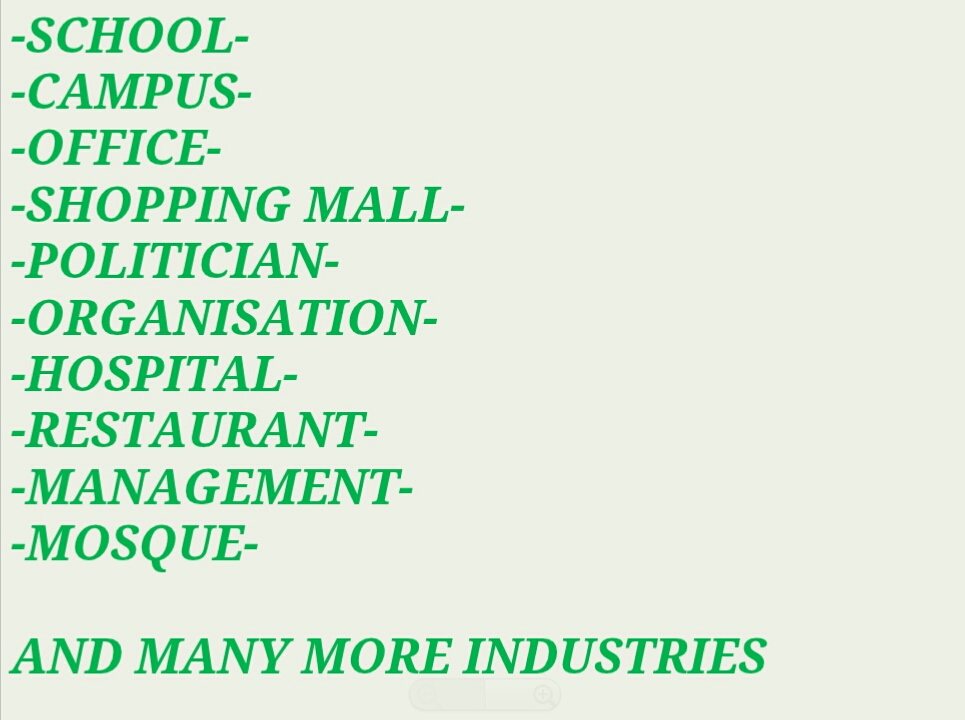 -SCHOOL-
-CAMPUS-
-OFFICE-
-SHOPPING MALL-
-POLITICIAN-
-ORGANISATION-
-HOSPITAL-
-RESTAURANT-
-MANAGEMENT-
-MOSQUE-
AND MANY MORE INDUSTRIES